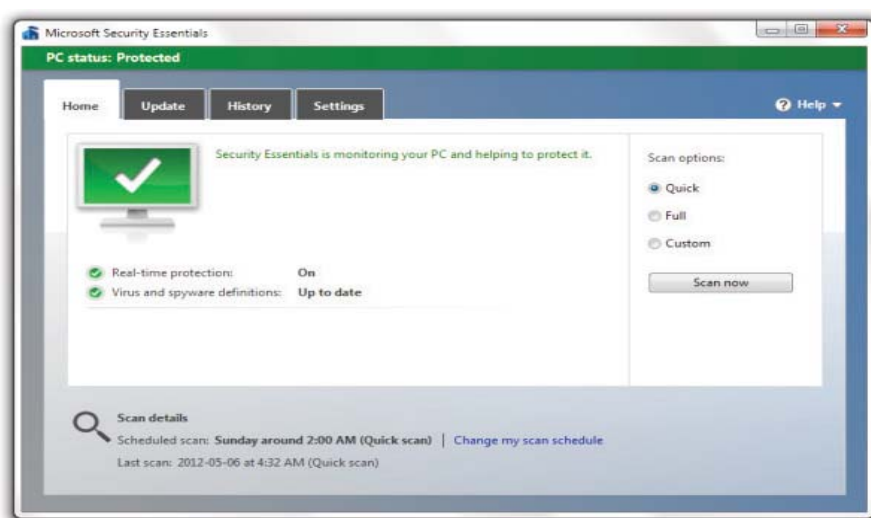 Microsoft Security Essentials
PC status: Protected
Home Update History Settings
Help
Security Essentials is monitoring your PC and helping to protect it.
Real-time protection: On
Virus and spyware definitions: Up to date
Scan options:
Quick
Full
Custom
Scan now
Scan details
Scheduled scan: Sunday around 2:00 AM (Quick scan) | Change my scan schedule
Last scan: 2012-05-06 at 4:32 AM (Quick scan)